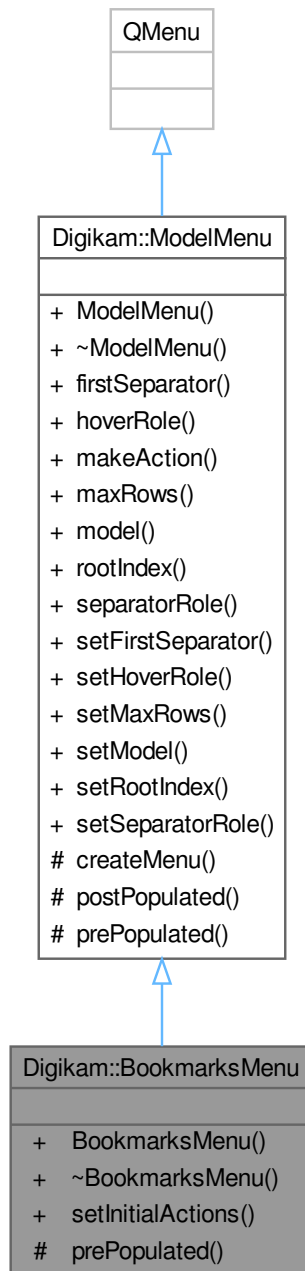 QMenu
Digikam::ModelMenu
+ ModelMenu()
+ ~ModelMenu()
+ firstSeparator()
+ hoverRole()
+ makeAction()
+ maxRows()
+ model()
+ rootIndex()
+ separatorRole()
+ setFirstSeparator()
+ setHoverRole()
+ setMaxRows()
+ setModel()
+ setRootIndex()
+ setSeparatorRole()
# createMenu()
# postPopulated()
# prePopulated()
Digikam::BookmarksMenu
+ BookmarksMenu()
+ ~BookmarksMenu()
+ setInitialActions()
# prePopulated()